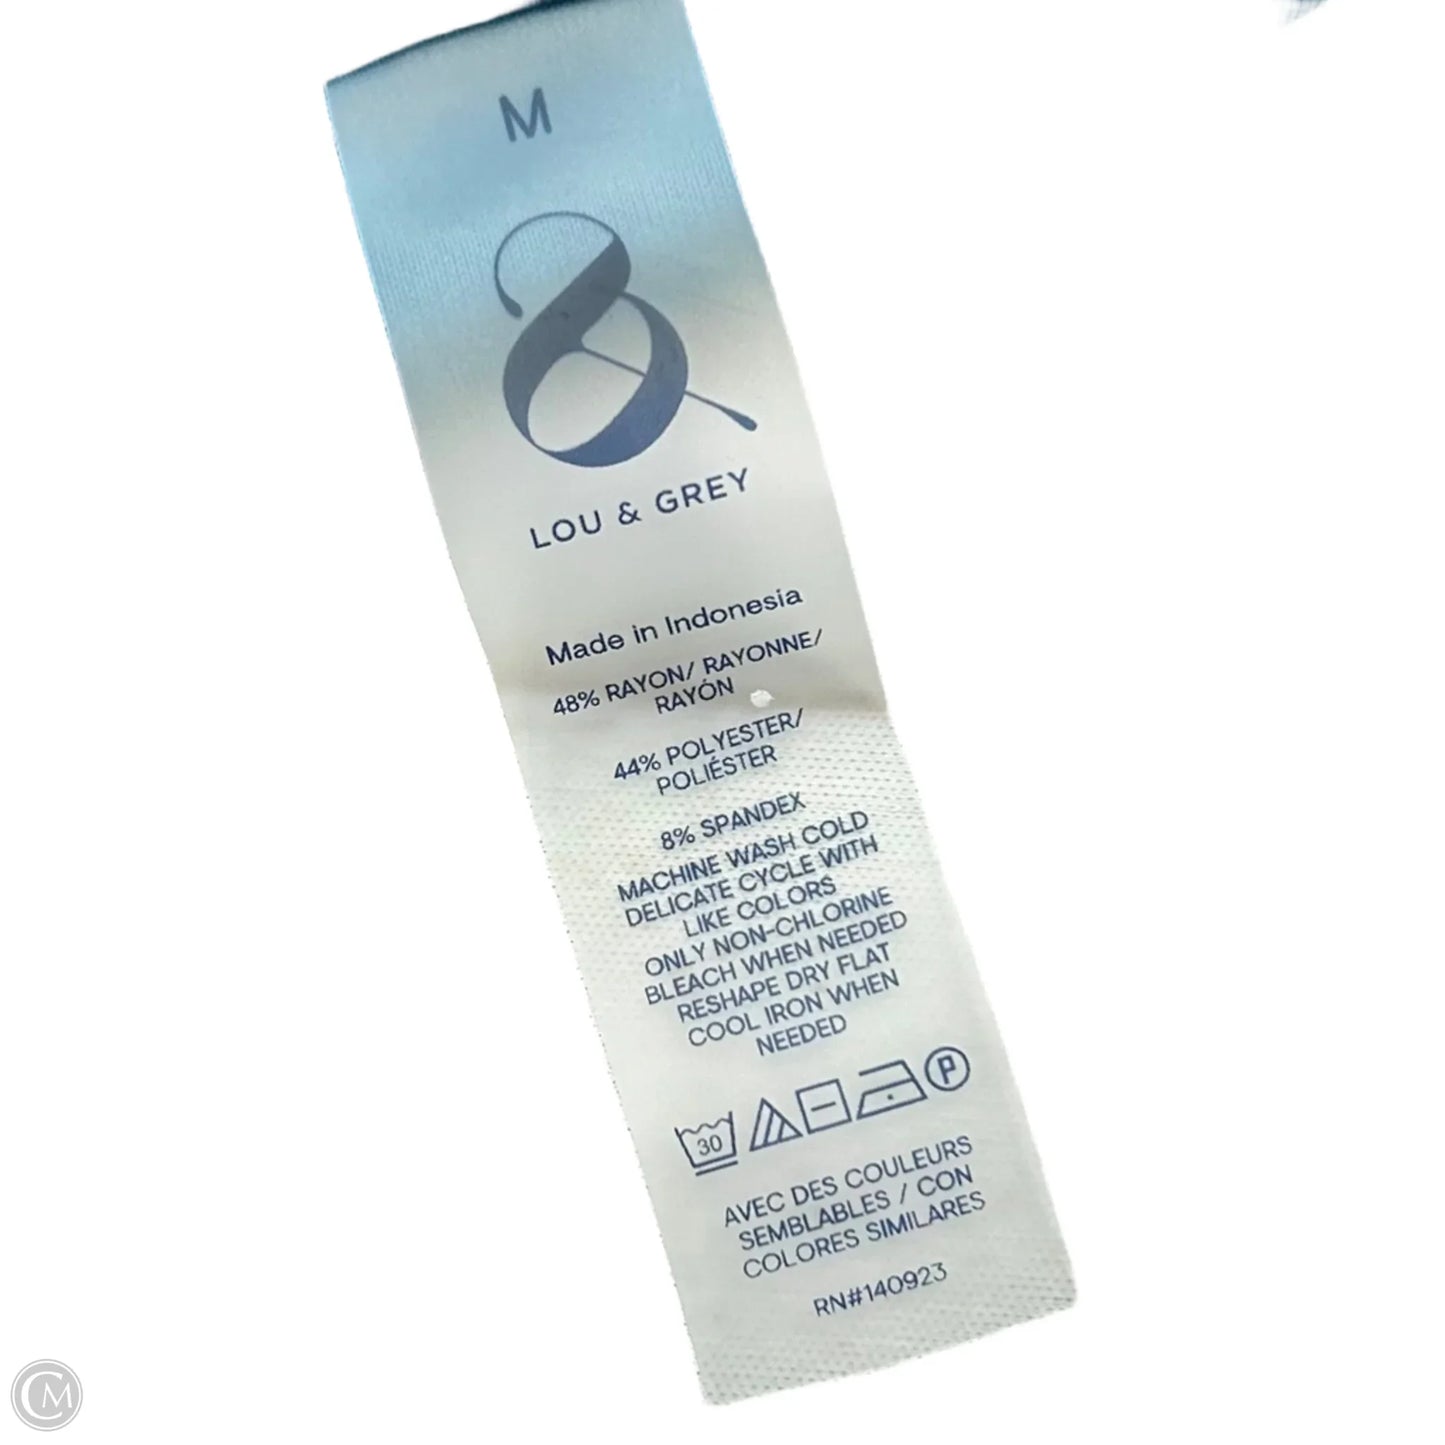 M
&
LOU & GREY
Made in Indonesia
48% RAYON/ RAYONNE/
RAYÓN
44% POLYESTER/
POLIÉSTER
8% SPANDEX
MACHINE WASH COLD
DELICATE CYCLE WITH
LIKE COLORS
ONLY NON-CHLORINE
BLEACH WHEN NEEDED
RESHAPE DRY FLAT
COOL IRON WHEN
NEEDED
30 P
AVEC DES COULEURS
SEMBLABLES / CON
COLORES SIMILARES
RN#140923
CM